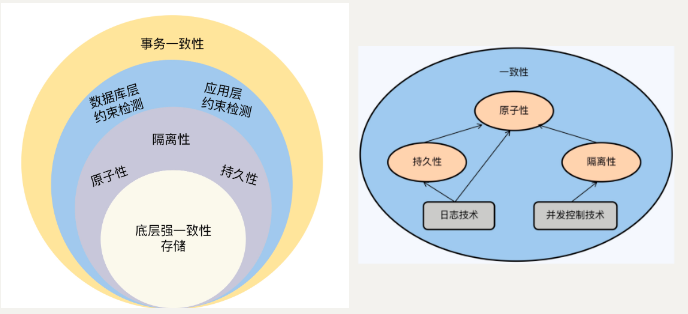 事务一致性
数据库层
约束检测
应用层
约束检测
隔离性
原子性
持久性
底层强一致性
存储
一致性
原子性
持久性
隔离性
日志技术
并发控制技术